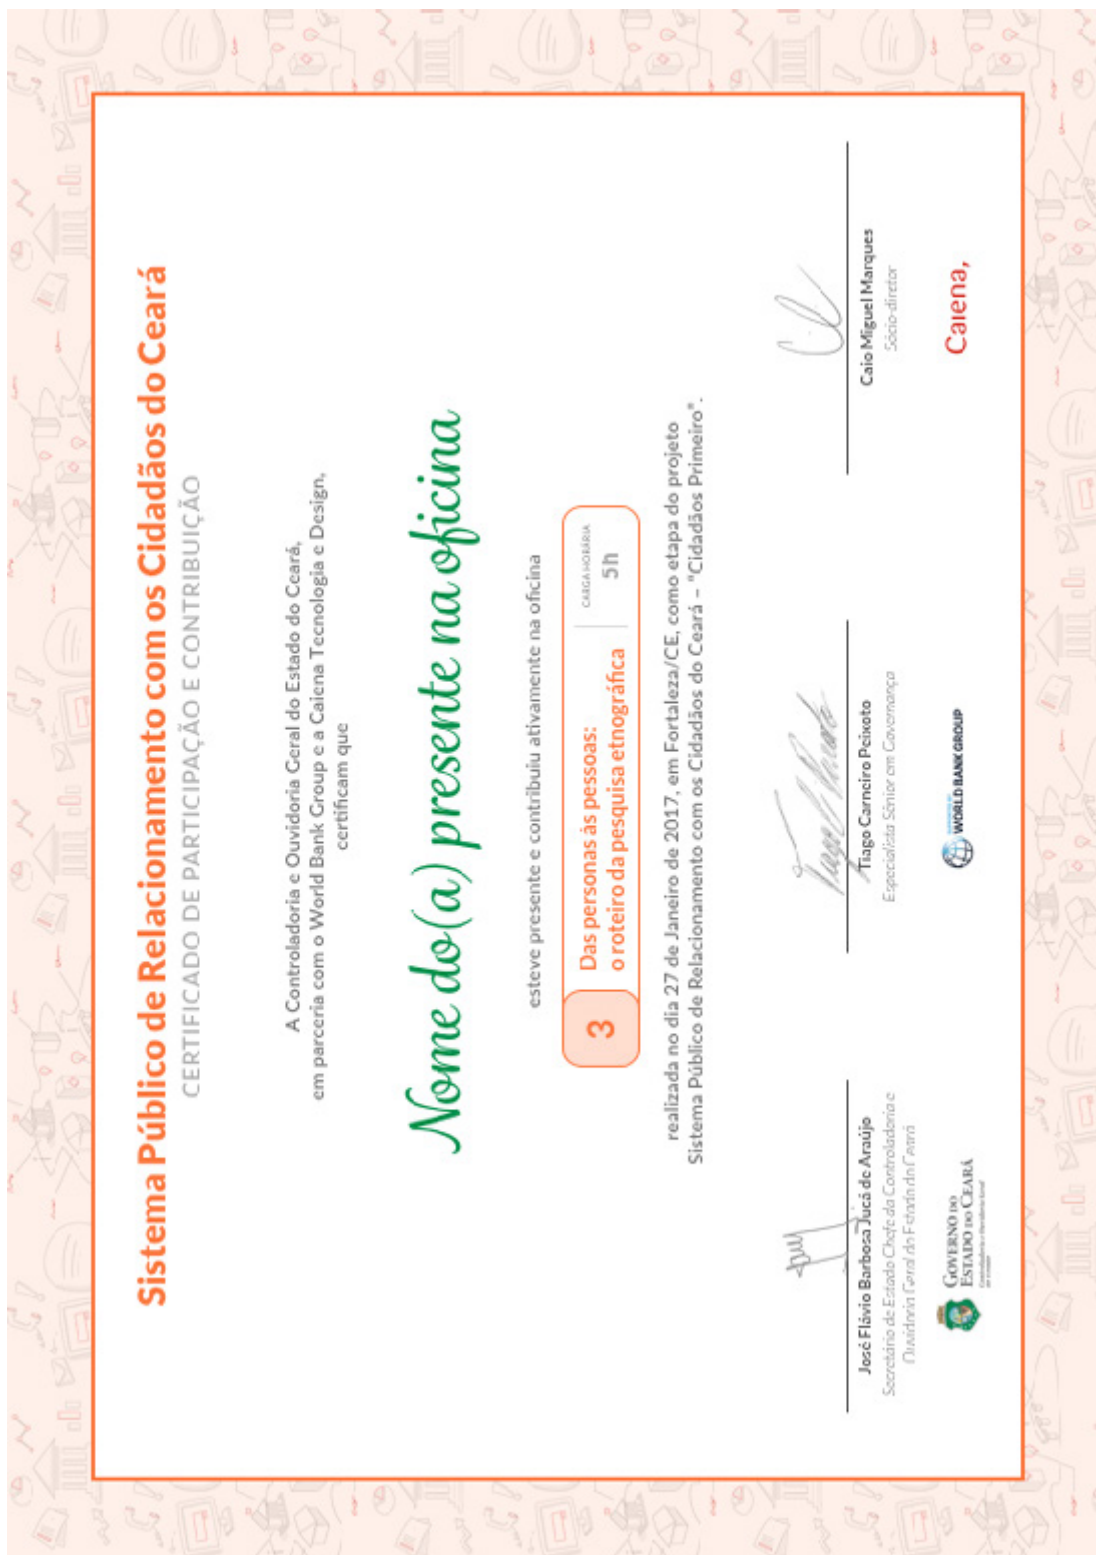 Sistema Público de Relacionamento com os Cidadãos do Ceará
CERTIFICADO DE PARTICIPAÇÃO E CONTRIBUIÇÃO
A Controladoria e Ouvidoria Geral do Estado do Ceará,
em parceria com o World Bank Group e a Caiena Tecnologia e Design,
certificam que
Nome do(a) presente na oficina
esteve presente e contribuiu ativamente na oficina
3
Das personas às pessoas:
o roteiro da pesquisa etnográfica
CARGA HORÁRIA
5h
realizada no dia 27 de Janeiro de 2017, em Fortaleza/CE, como etapa do projeto
Sistema Público de Relacionamento com os Cidadãos do Ceará – "Cidadãos Primeiro".
José Flávio Barbosa Jucá de Araújo
Secretário de Estado Chefe da Controladoria e
Ouvidoria Geral do Estado do Ceará
GOVERNO DO
ESTADO DO CEARÁ
Controladoria e Ouvidoria Geral
do Estado
Tiago Carneiro Peixoto
Especialista Sênior em Governança
WORLD BANK GROUP
Caio Miguel Marques
Sócio-diretor
Caiena,